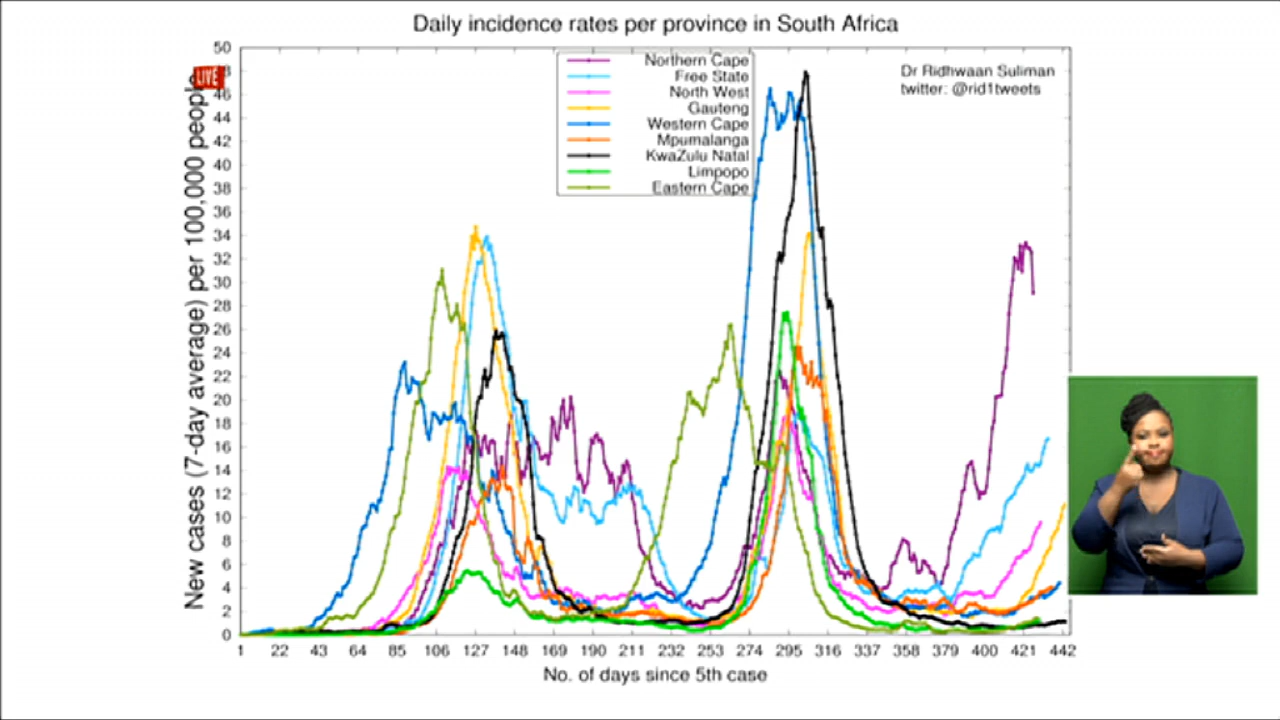 Daily incidence rates per province in South Africa
50
LIVE
46
44
42
40
38
36
34
32
30
28
26
24
22
20
18
16
14
12
10
8
6
4
2
0
New cases (7-day average) per 100,000 people
Northern Cape
Free State
North West
Gauteng
Western Cape
Mpumalanga
KwaZulu Natal
Limpopo
Eastern Cape
Dr Ridhwaan Suliman
twitter: @rid1tweets
1 22 43 64 85 106 127 148 169 190 211 232 253 274 295 316 337 358 379 400 421 442
No. of days since 5th case